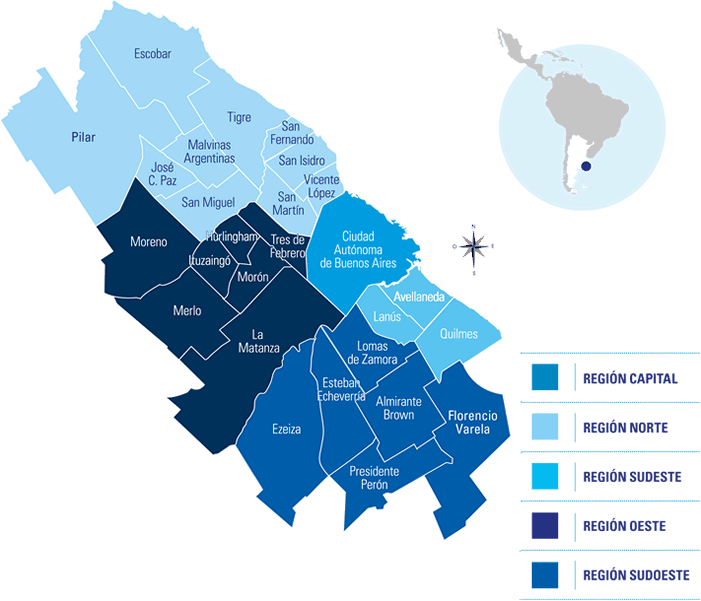 Escobar
Pilar
Tigre
San
Fernando
Malvinas
Argentinas
San Isidro
José
C. Paz
Vicente
López
San Miguel
San
Martín
Moreno
Hurlingham
Tres de
Febrero
Ituzaingó
Morón
Ciudad
Autónoma
de Buenos Aires
Merlo
La
Matanza
Avellaneda
Lanús
Quilmes
Lomas
de Zamora
Esteban
Echeverría
Almirante
Brown
Florencio
Varela
Ezeiza
Presidente
Perón
N
O
E
S
REGIÓN CAPITAL
REGIÓN NORTE
REGIÓN SUDESTE
REGIÓN OESTE
REGIÓN SUDOESTE